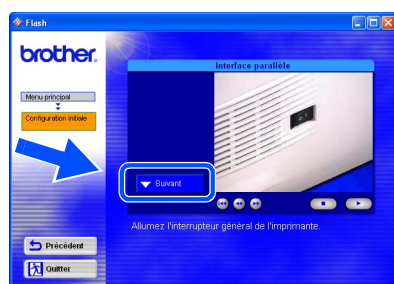 Flash
brother.
Interface parallèle
Menu principal
Configuration initiale
Suivant
Allumez l'interrupteur général de l'imprimante.
Précédent
Quitter